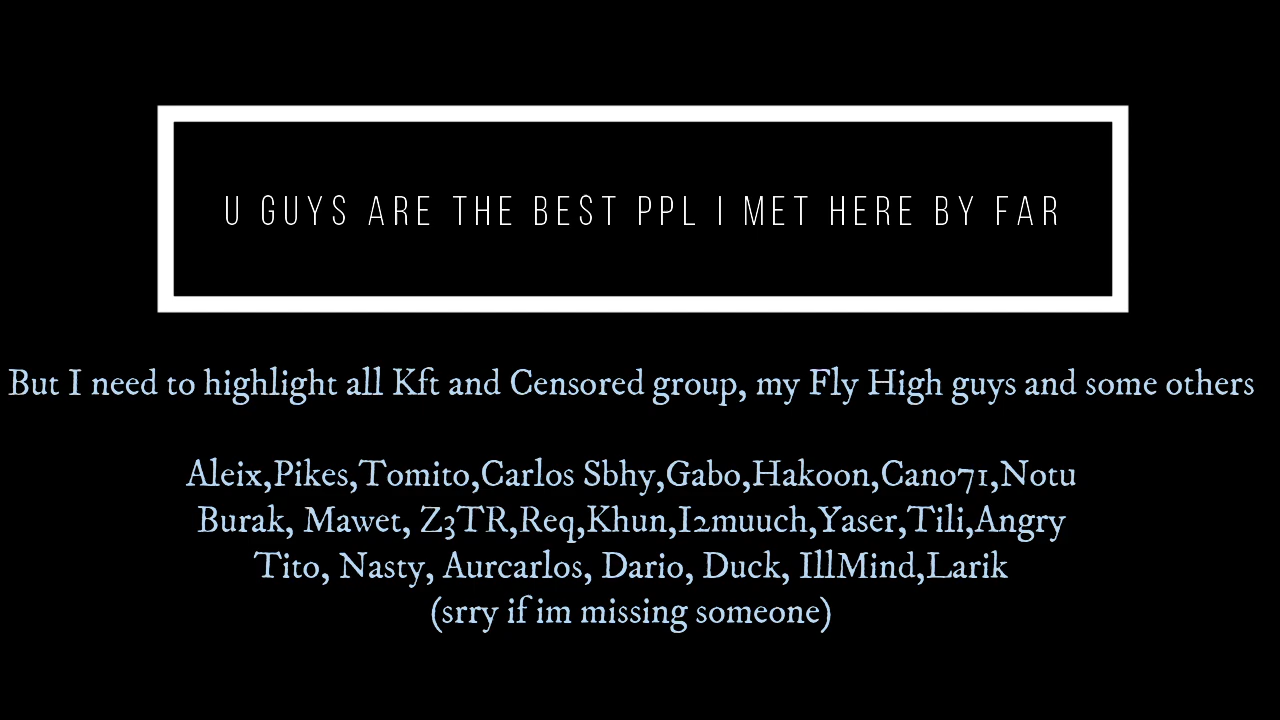 U GUYS ARE THE BEST PPL I MET HERE BY FAR
But I need to highlight all Kft and Censored group, my Fly High guys and some others
Aleix,Pikes,Tomito,Carlos Sbhy,Gabo,Hakoon,Cano71,Notu
Burak, Mawet, Z3TR,Req,Khun,I2muuch,Yaser,Tili,Angry
Tito, Nasty, Aurcarlos, Dario, Duck, IllMind,Larik
(srry if im missing someone)